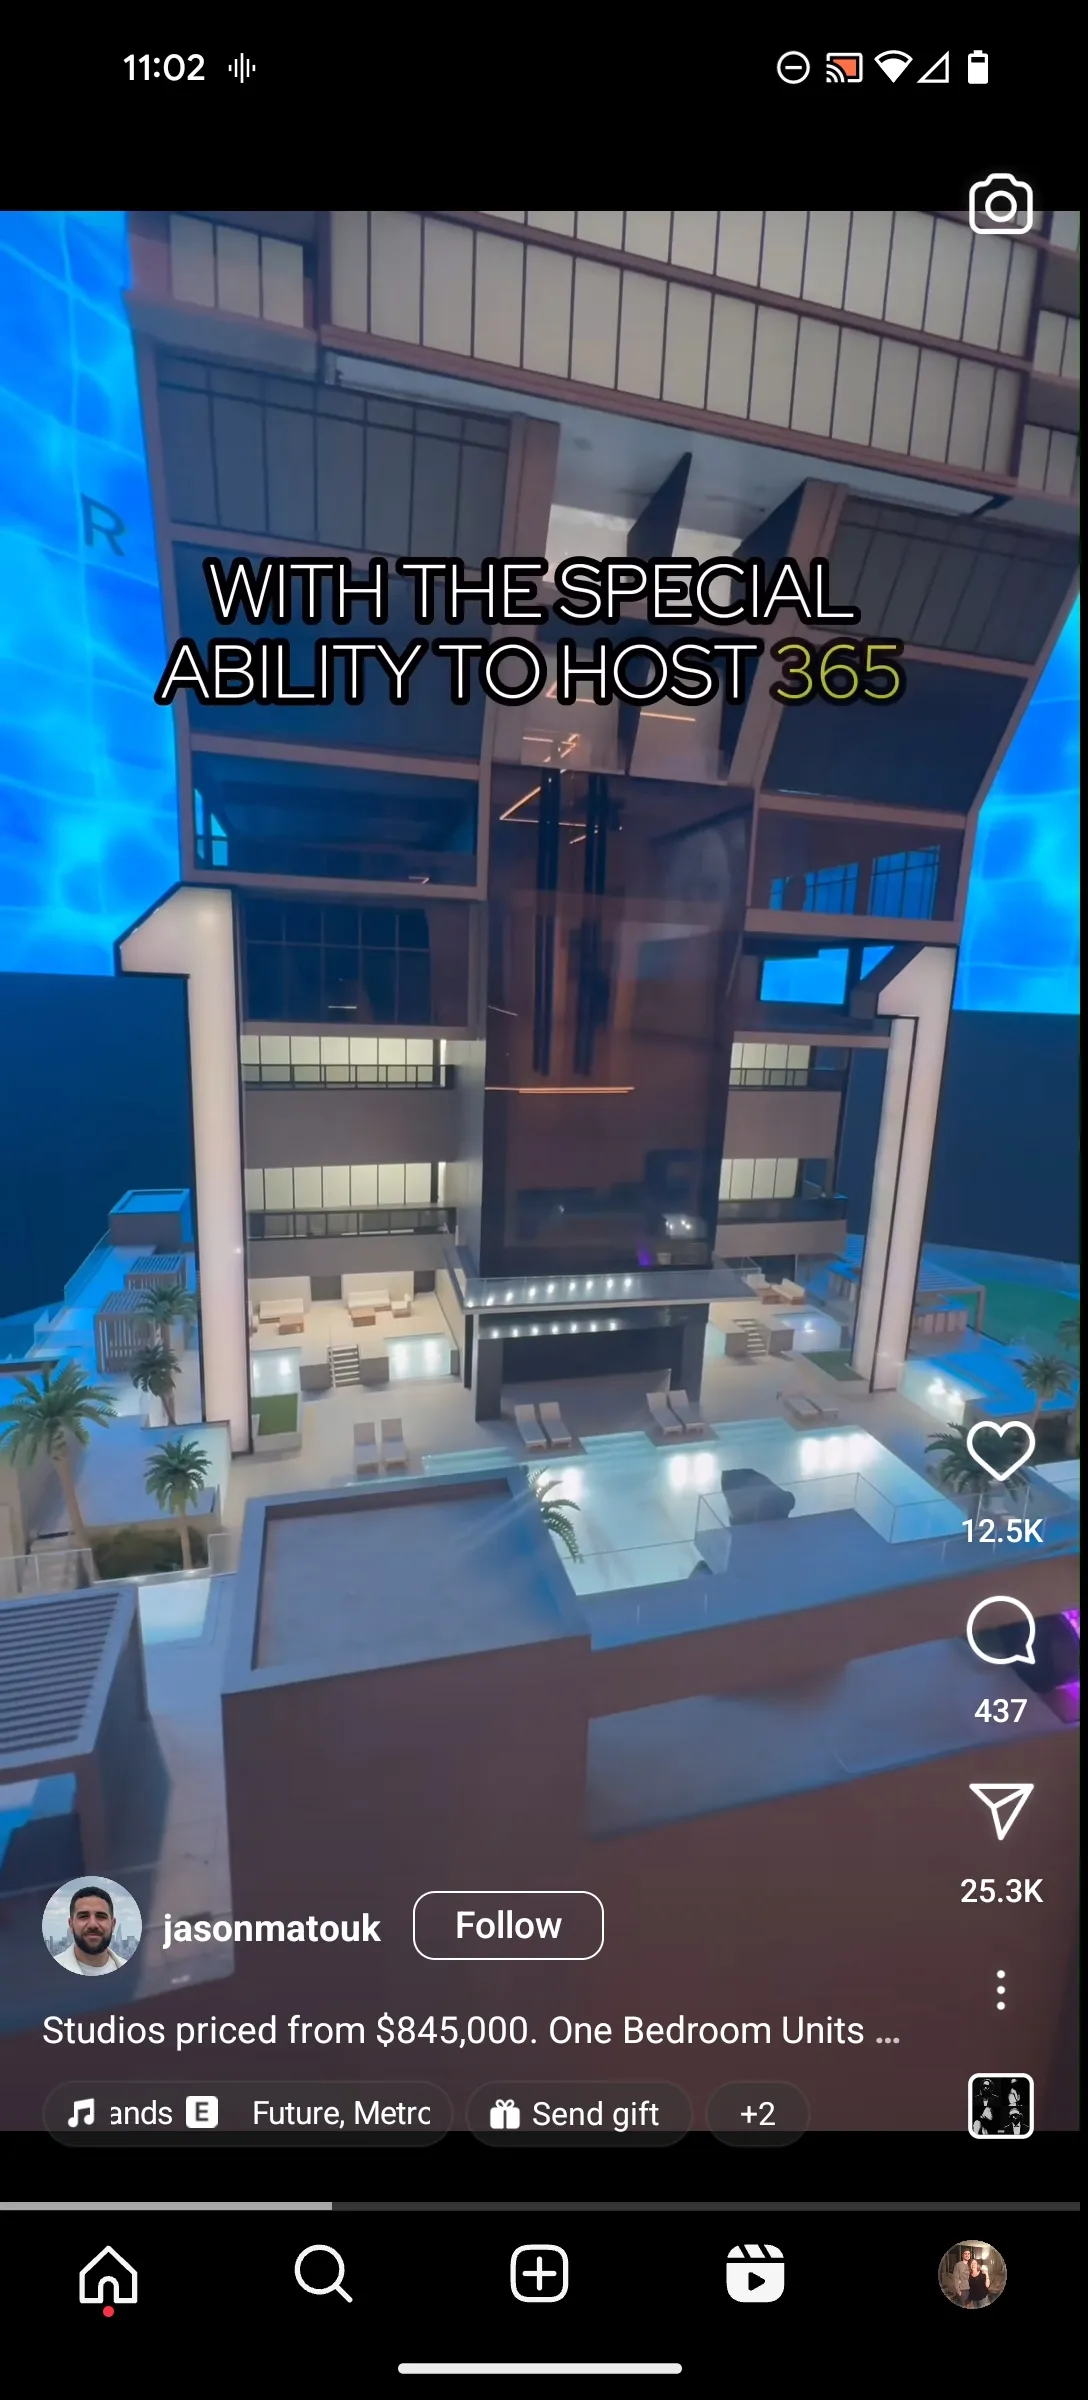 11:02
R
WITH THE SPECIAL
ABILITY TO HOST 365
12.5K
437
25.3K
jasonmatouk
Follow
Studios priced from $845,000. One Bedroom Units ...
ands E Future, Metro
Send gift
+2